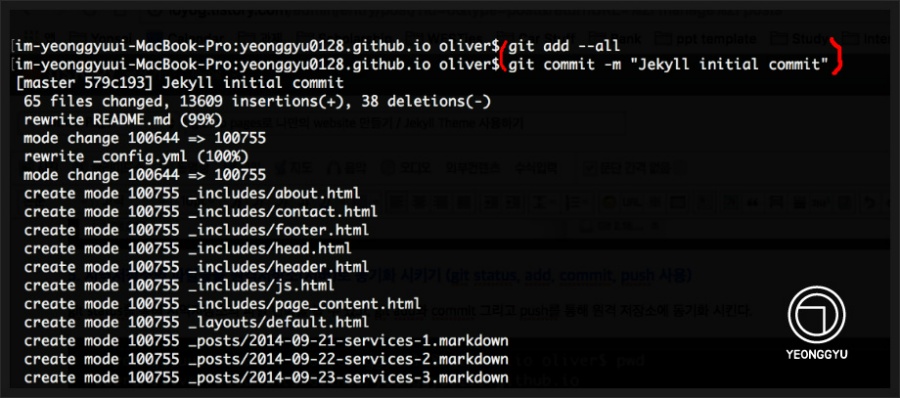 [im-yeonggyuui-MacBook-Pro:yeonggyu0128.github.io oliver$ git add --all
[im-yeonggyuui-MacBook-Pro:yeonggyu0128.github.io oliver$ git commit -m "Jekyll initial commit"
[master 579c193] Jekyll initial commit
65 files changed, 13609 insertions(+), 38 deletions(-)
rewrite README.md (99%)
mode change 100644 => 100755
rewrite _config.yml (100%)
mode change 100644 => 100755
create mode 100755 _includes/about.html
create mode 100755 _includes/contact.html
create mode 100755 _includes/footer.html
create mode 100755 _includes/head.html
create mode 100755 _includes/header.html
create mode 100755 _includes/js.html
create mode 100755 _includes/page_content.html
create mode 100755 _layouts/default.html
create mode 100755 _posts/2014-09-21-services-1.markdown
create mode 100755 _posts/2014-09-22-services-2.markdown
create mode 100755 _posts/2014-09-23-services-3.markdown
YEONGGYU